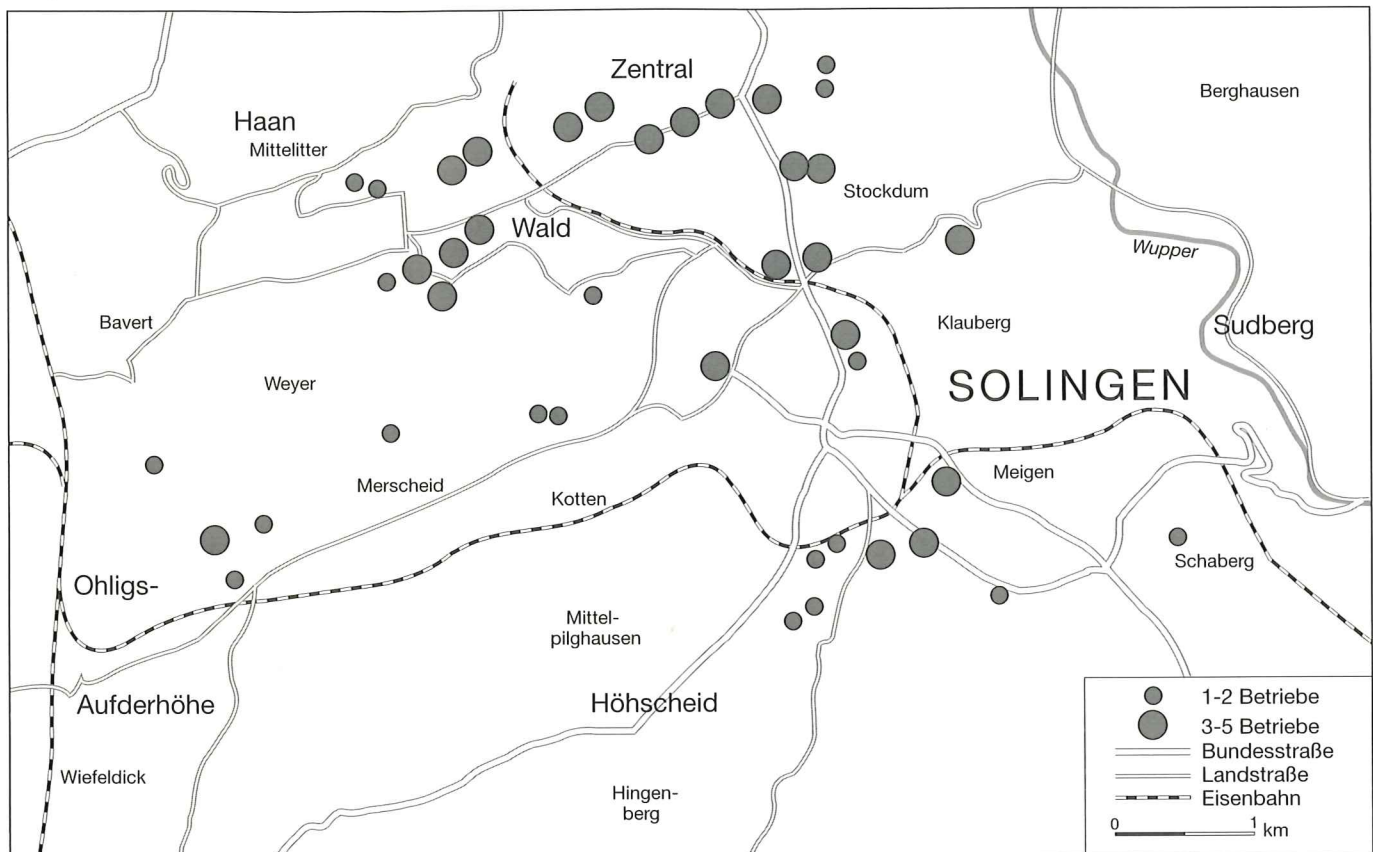 Zentral
Berghausen
Haan
Mittelitter
Stockdum
Wald
Wupper
Bavert
Klauberg
Sudberg
Weyer
SOLINGEN
Merscheid
Kotten
Meigen
Schaberg
Ohligs-
Mittel-
pilghausen
Aufderhöhe
Höhscheid
Wiefeldick
Hingen-
berg
1-2 Betriebe
3-5 Betriebe
Bundesstraße
Landstraße
Eisenbahn
0 1 km